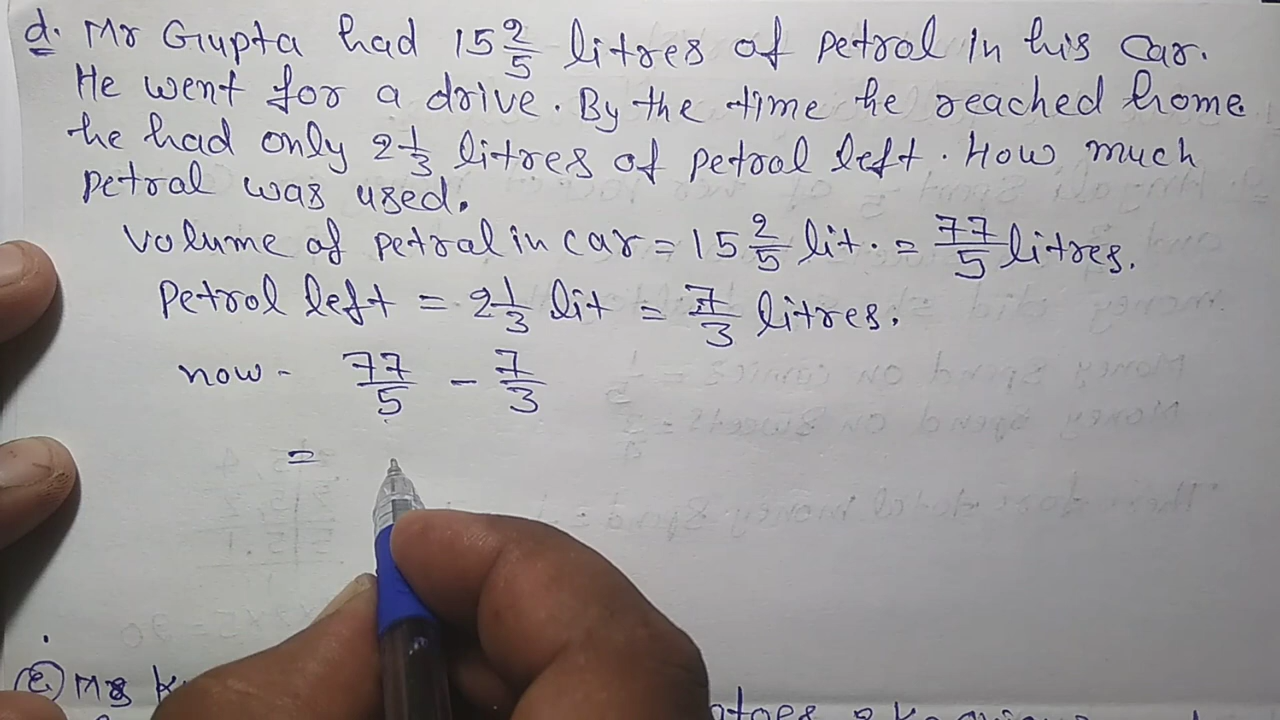 d. Mr Gupta had 15 2/5 litres of petrol in his car.
He went for a drive. By the time he reached home
he had only 2 1/3 litres of petrol left. How much
petral was used.
volume of petral in car = 15 2/5 lit. = 77/5 litres.
Petrol left = 2 1/3 lit = 7/3 litres.
now - 77/5 - 7/3
=
(e)